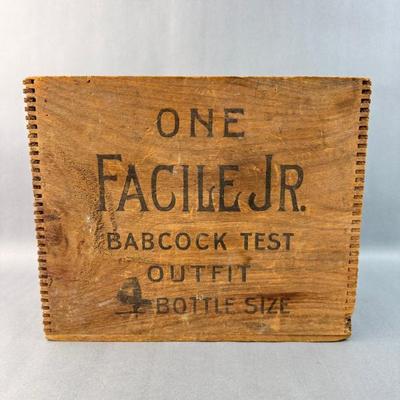 ONE
FACILE JR.
BABCOCK TEST
OUTFIT
4 BOTTLE SIZE